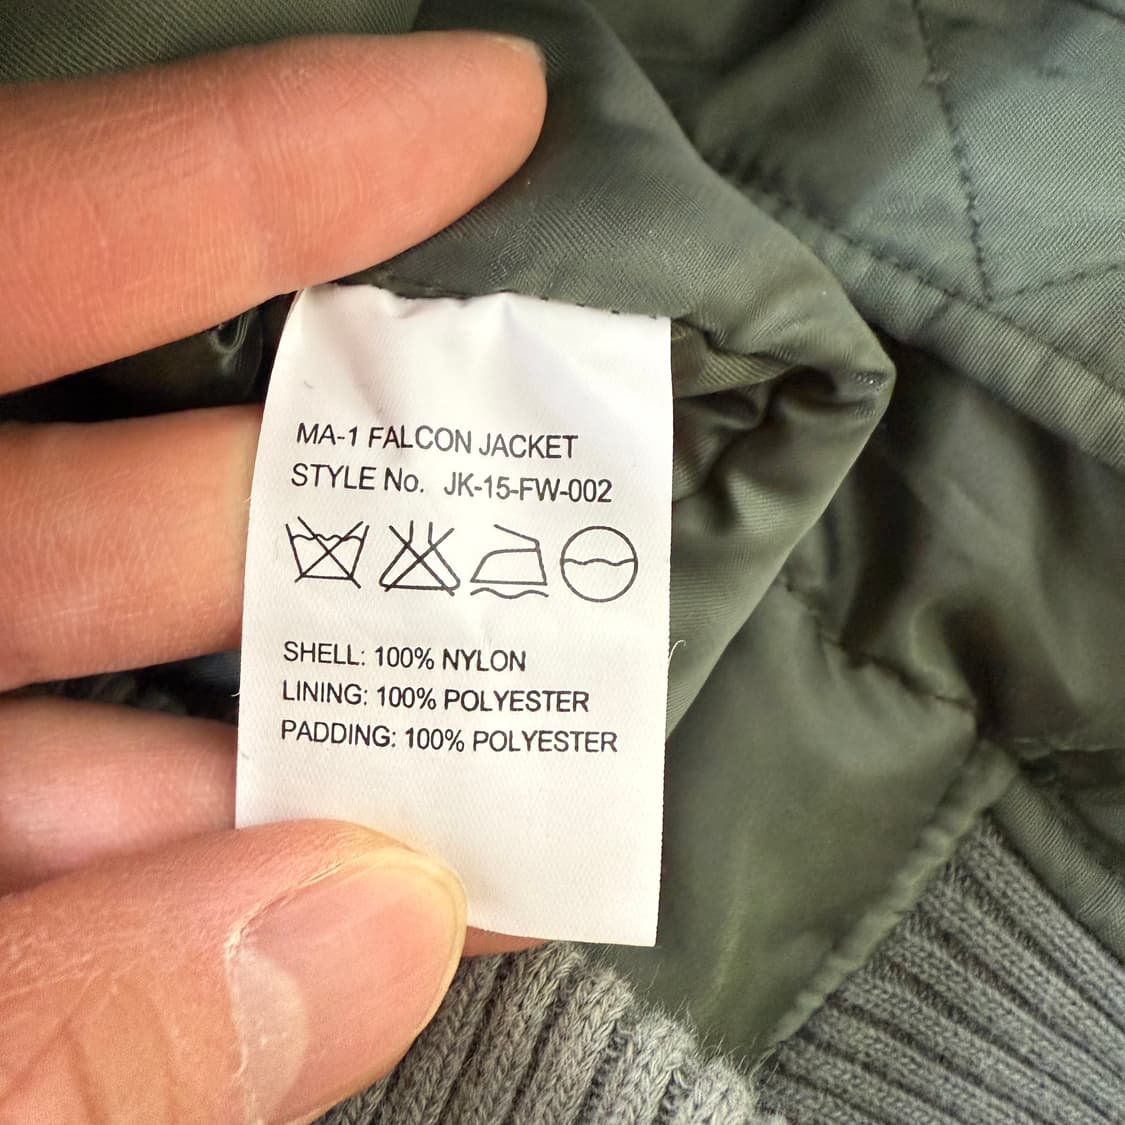 MA-1 FALCON JACKET
STYLE No. JK-15-FW-002
SHELL: 100% NYLON
LINING: 100% POLYESTER
PADDING: 100% POLYESTER